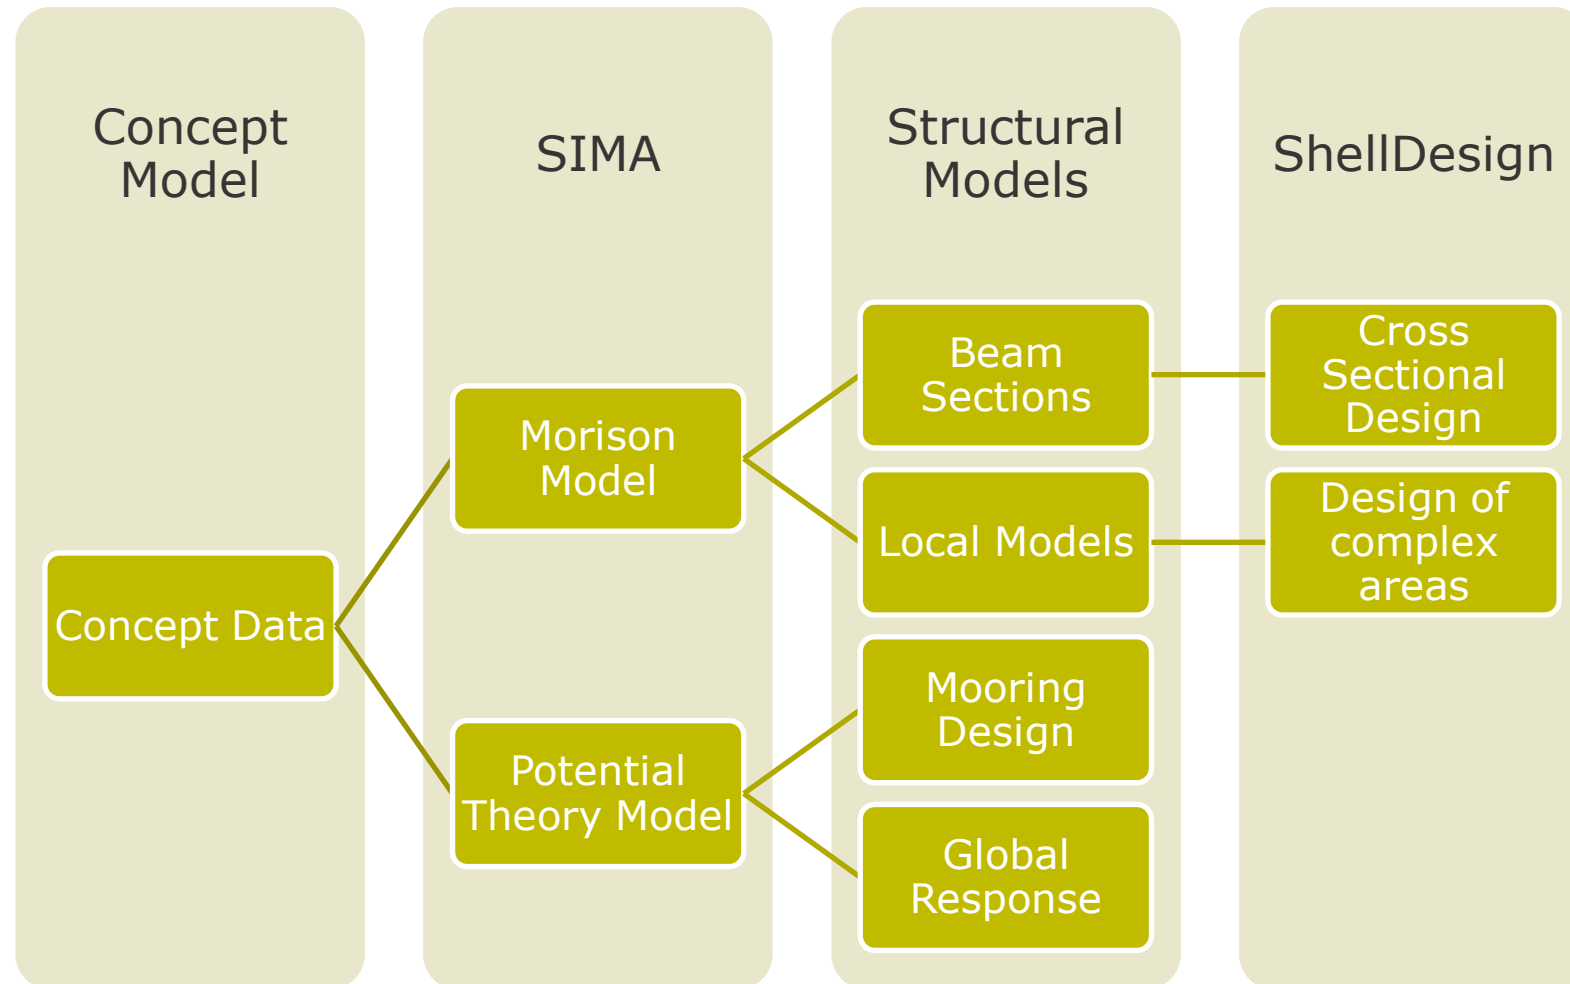 Concept
Model
SIMA
Structural
Models
ShellDesign
Concept Data
Morison
Model
Potential
Theory Model
Beam
Sections
Local Models
Mooring
Design
Global
Response
Cross
Sectional
Design
Design of
complex
areas